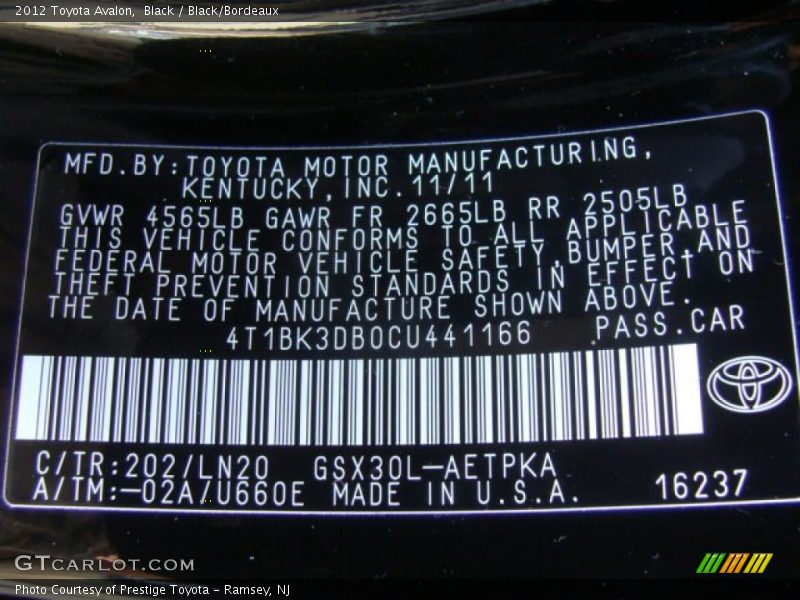 2012 Toyota Avalon, Black / Black/Bordeaux
MFD.BY:TOYOTA MOTOR MANUFACTURING,
KENTUCKY,INC.11/11
GVWR 4565LB GAWR FR 2665LB RR 2505LB
THIS VEHICLE CONFORMS TO ALL APPLICABLE
FEDERAL MOTOR VEHICLE SAFETY,BUMPER,AND
THEFT PREVENTION STANDARDS IN EFFECT ON
THE DATE OF MANUFACTURE SHOWN ABOVE.
4T1BK3DB0CU441166 PASS.CAR
C/TR:202/LN20 GSX30L-AETPKA
A/TM:-02A/U660E MADE IN U.S.A. 16237
GTCARLOT.COM
Photo Courtesy of Prestige Toyota - Ramsey, NJ